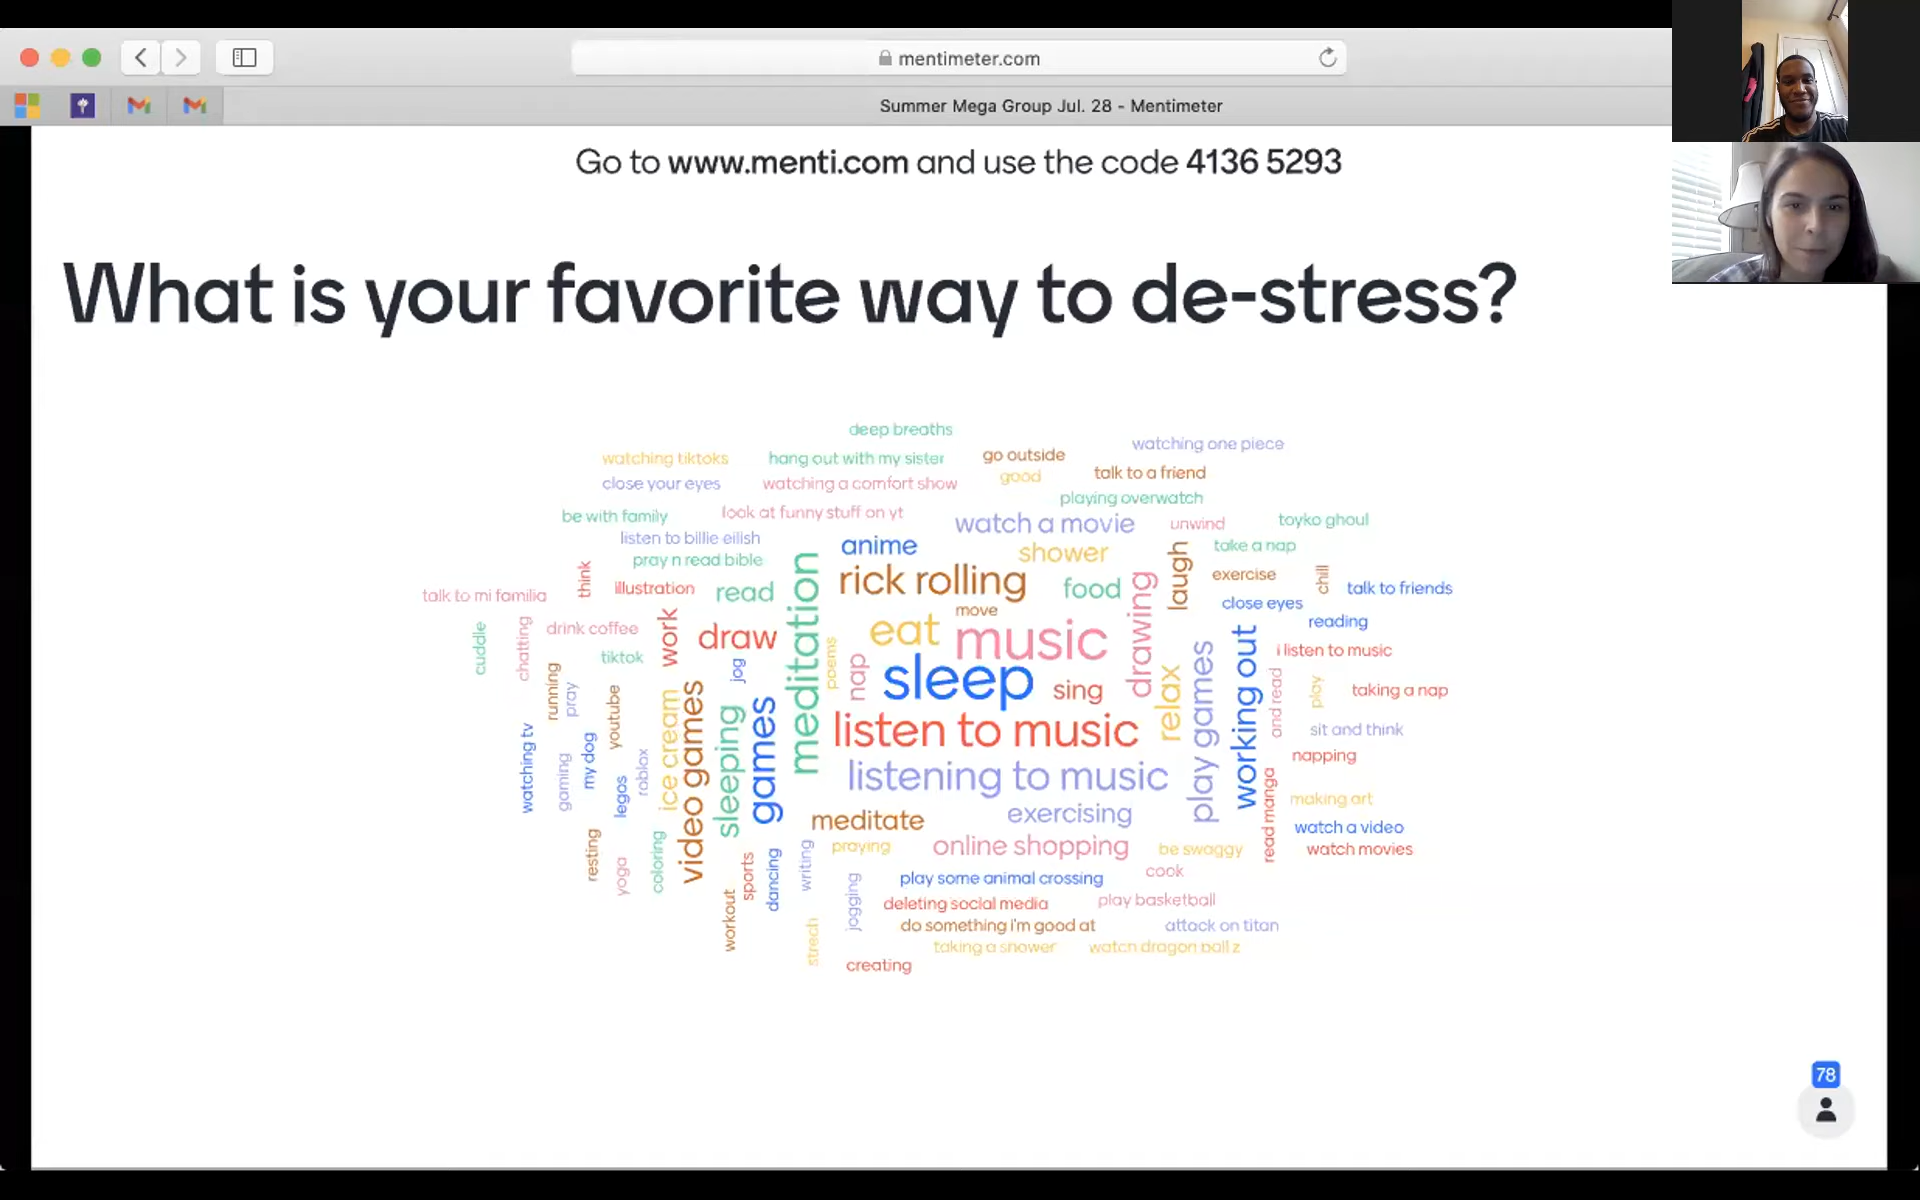 mentimeter.com
Summer Mega Group Jul. 28 - Mentimeter
Go to www.menti.com and use the code 4136 5293
What is your favorite way to de-stress?
deep breaths
watching one piece
watching tiktoks
hang out with my sister
go outside
talk to a friend
good
close your eyes
watching a comfort show
playing overwatch
be with family
look at funny stuff on yt
watch a movie
unwind
toyko ghoul
listen to billie eilish
anime
shower
laugh
take a nap
pray n read bible
think
illustration
read
meditation
rick rolling
food
drawing
exercise
chill
talk to friends
talk to mi familia
move
close eyes
cuddle
chatting
drink coffee
work
draw
eat
music
reading
tiktok
jog
poems
nap
sleep
sing
relax
play games
working out
i listen to music
and read
play
taking a nap
running
pray
youtube
ice cream
video games
sleeping
games
listen to music
sit and think
watching tv
gaming
my dog
legos
roblox
listening to music
napping
read manga
making art
meditate
exercising
watch a video
resting
yoga
coloring
sports
dancing
writing
praying
online shopping
be swaggy
watch movies
workout
jogging
play some animal crossing
cook
deleting social media
play basketball
strech
do something i'm good at
attack on titan
taking a shower
watch dragon ball z
creating
78